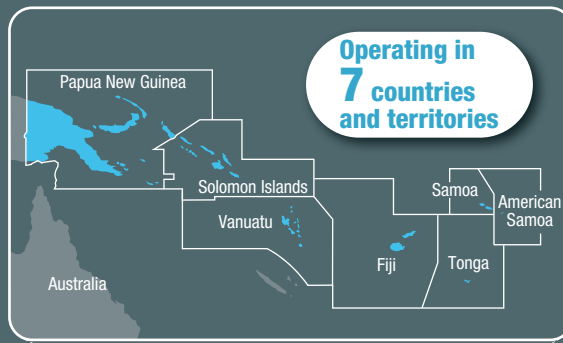 Operating in
7 countries
and territories
Papua New Guinea
Solomon Islands
Samoa
American
Samoa
Vanuatu
Fiji
Tonga
Australia